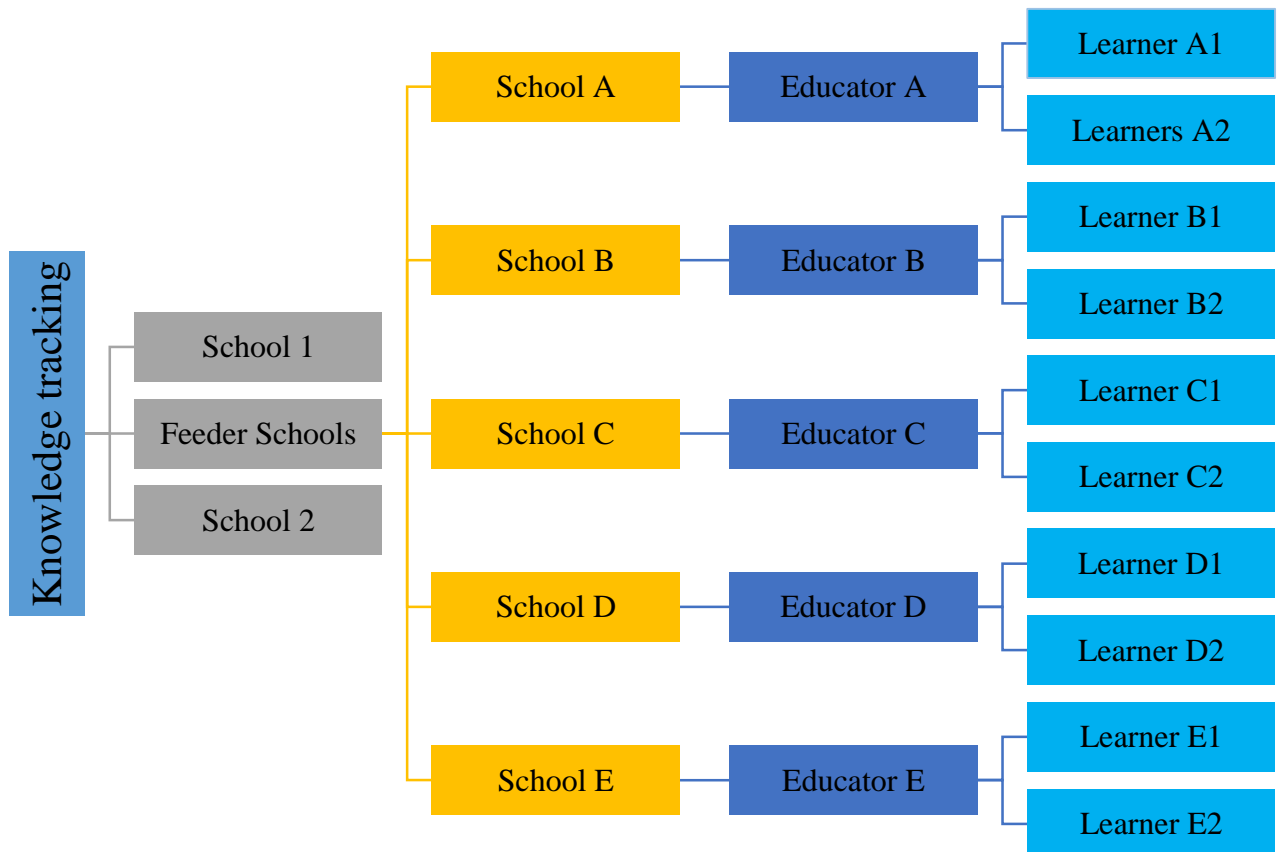 Knowledge tracking
School 1
Feeder Schools
School 2
School A
School B
School C
School D
School E
Educator A
Educator B
Educator C
Educator D
Educator E
Learner A1
Learners A2
Learner B1
Learner B2
Learner C1
Learner C2
Learner D1
Learner D2
Learner E1
Learner E2